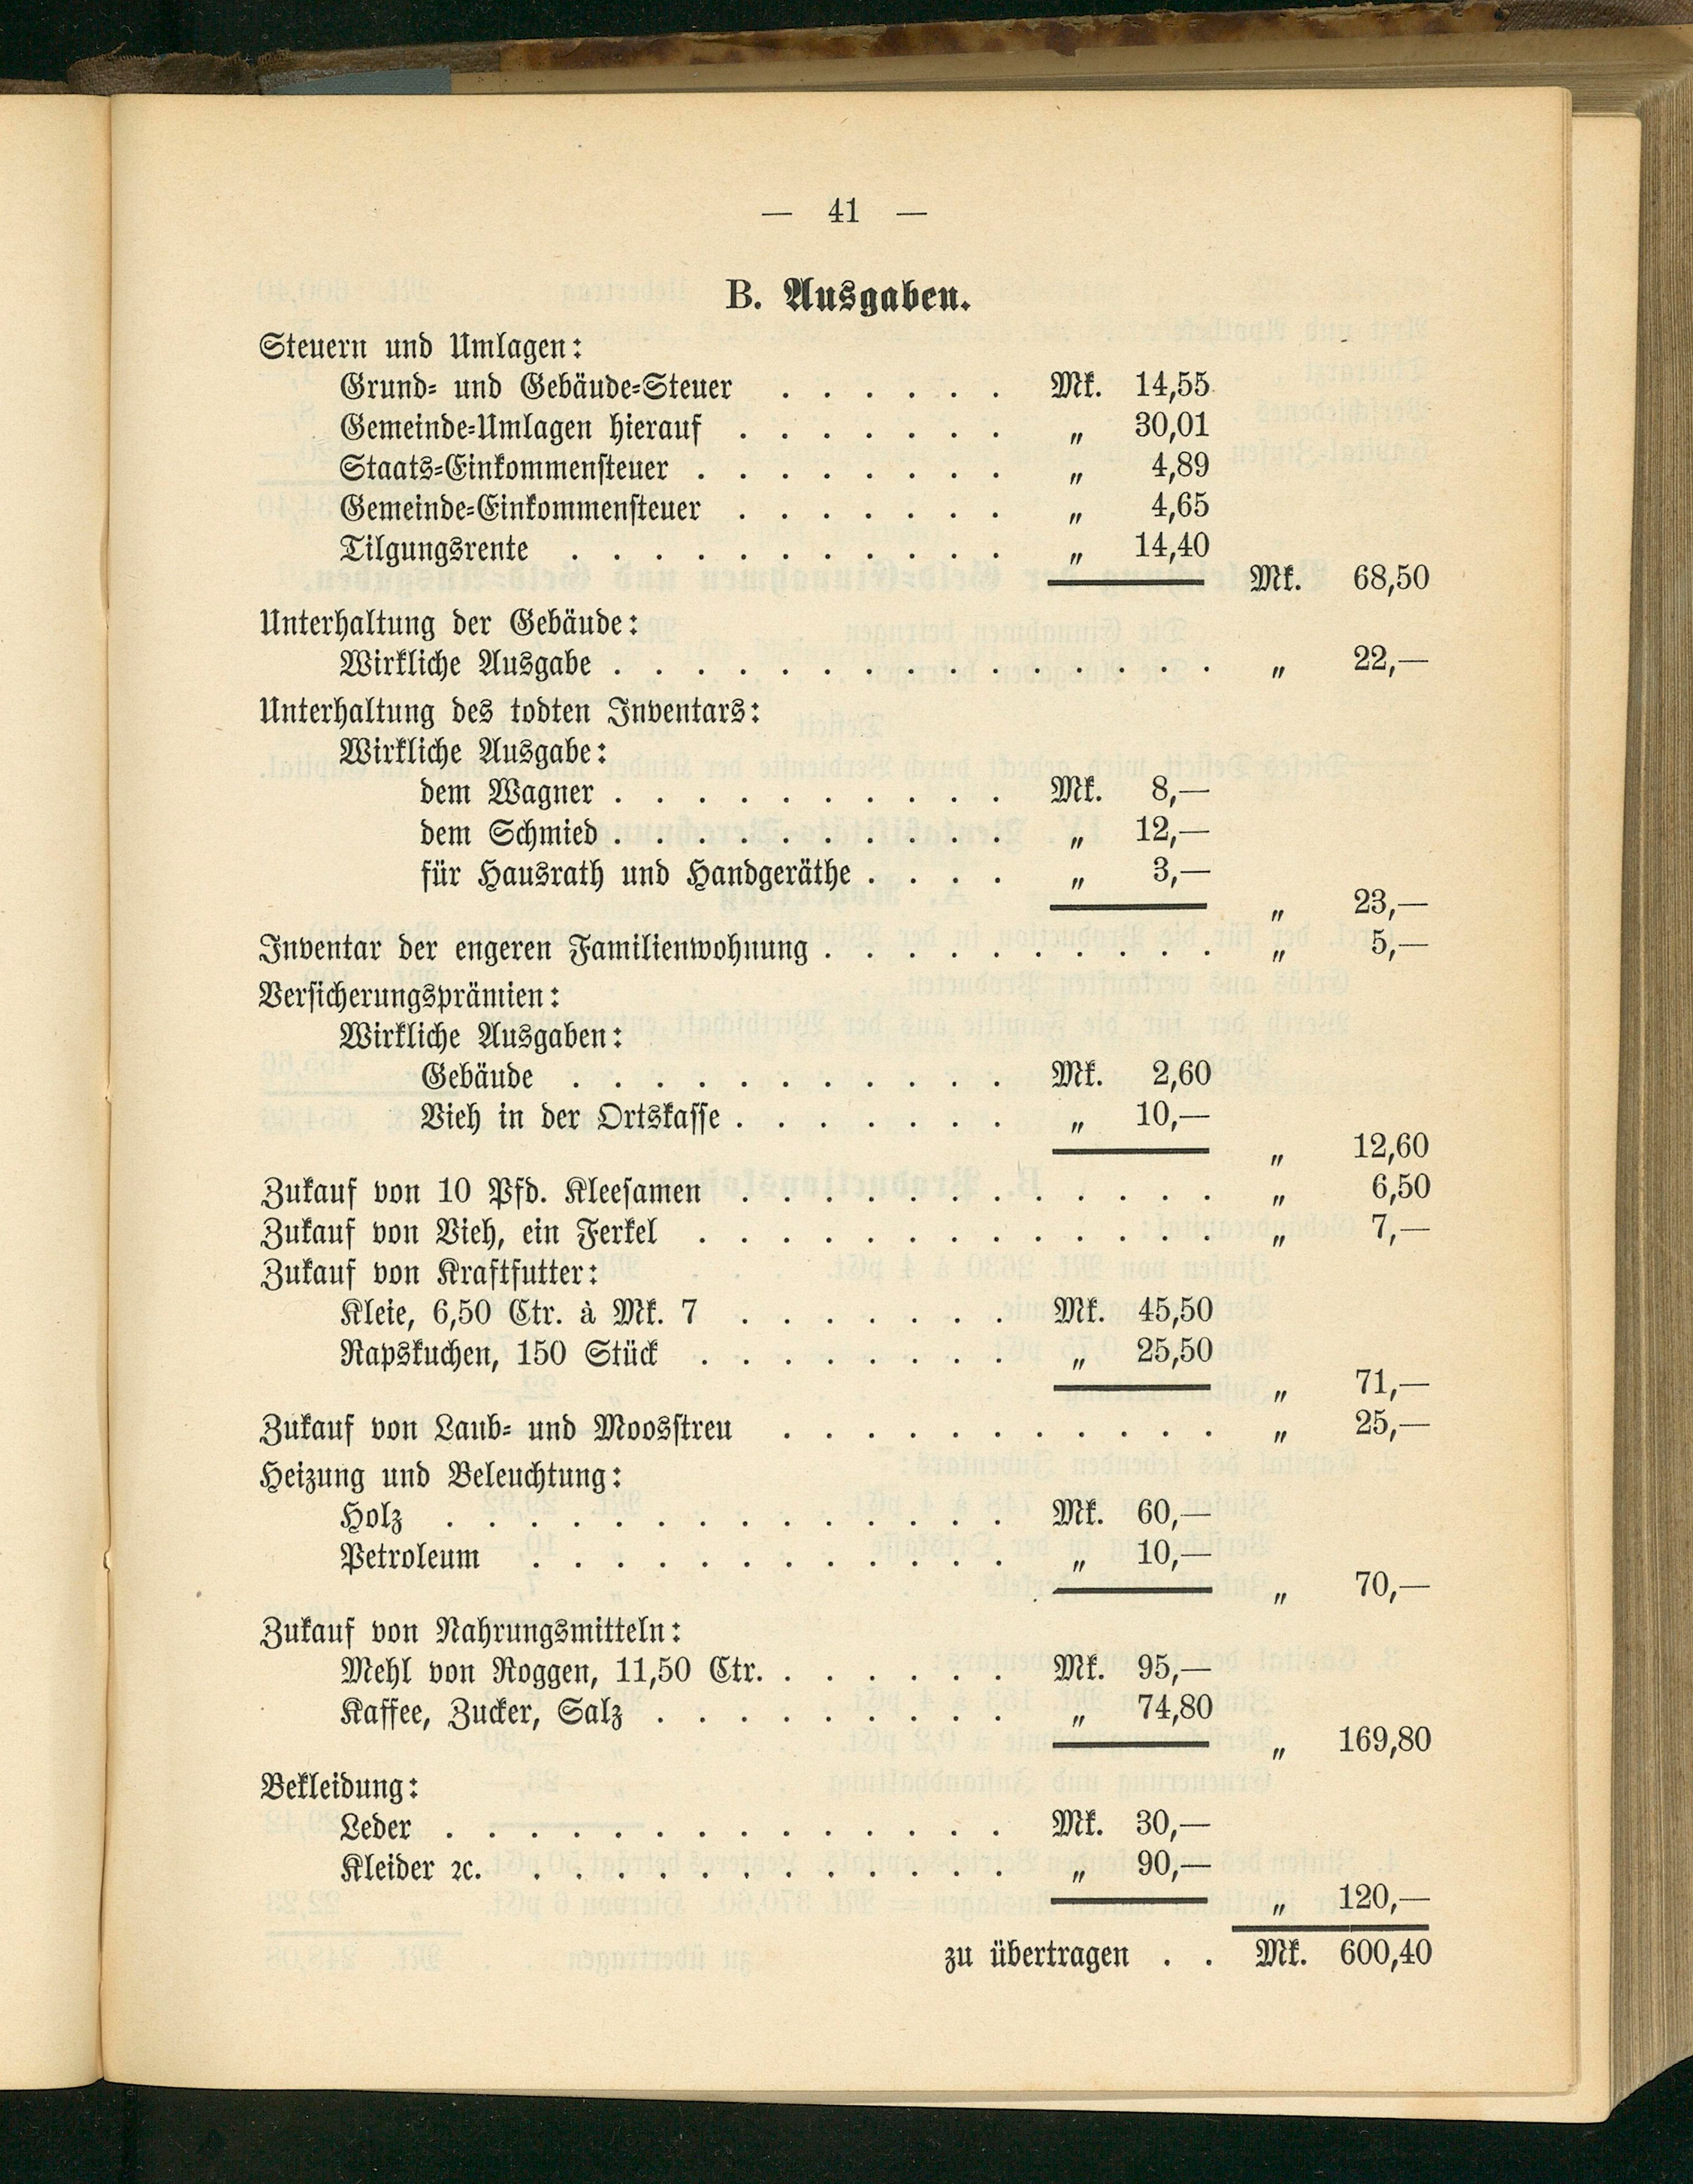 — 41 —
B. Ausgaben.
Steuern und Umlagen:
Grund- und Gebäude-Steuer . . . . . . Mk. 14,55
Gemeinde-Umlagen hierauf . . . . . . . „ 30,01
Staats-Einkommensteuer . . . . . . . . „ 4,89
Gemeinde-Einkommensteuer . . . . . . . „ 4,65
Tilgungsrente . . . . . . . . . . . „ 14,40
Mk. 68,50
Unterhaltung der Gebäude:
Wirkliche Ausgabe . . . . . . . . . . . . . . . „ 22,—
Unterhaltung des todten Inventars:
Wirkliche Ausgabe:
dem Wagner . . . . . . . . . . Mk. 8,—
dem Schmied . . . . . . . . . . „ 12,—
für Hausrath und Handgeräthe . . . . „ 3,—
„ 23,—
Inventar der engeren Familienwohnung . . . . . . . . . . „ 5,—
Versicherungsprämien:
Wirkliche Ausgaben:
Gebäude . . . . . . . . . . . Mk. 2,60
Vieh in der Ortskasse . . . . . . . „ 10,—
„ 12,60
Zukauf von 10 Pfd. Kleesamen . . . . . . . . . . . . „ 6,50
Zukauf von Vieh, ein Ferkel . . . . . . . . . . . . . „ 7,—
Zukauf von Kraftfutter:
Kleie, 6,50 Ctr. à Mk. 7 . . . . . . . Mk. 45,50
Rapskuchen, 150 Stück . . . . . . . . „ 25,50
„ 71,—
Zukauf von Laub- und Moosstreu . . . . . . . . . . . „ 25,—
Heizung und Beleuchtung:
Holz . . . . . . . . . . . . . . Mk. 60,—
Petroleum . . . . . . . . . . . . „ 10,—
„ 70,—
Zukauf von Nahrungsmitteln:
Mehl von Roggen, 11,50 Ctr. . . . . . . Mk. 95,—
Kaffee, Zucker, Salz . . . . . . . . . „ 74,80
„ 169,80
Bekleidung:
Leder . . . . . . . . . . . . . . Mk. 30,—
Kleider ꝛc. . . . . . . . . . . . . „ 90,—
„ 120,—
zu übertragen . . Mk. 600,40